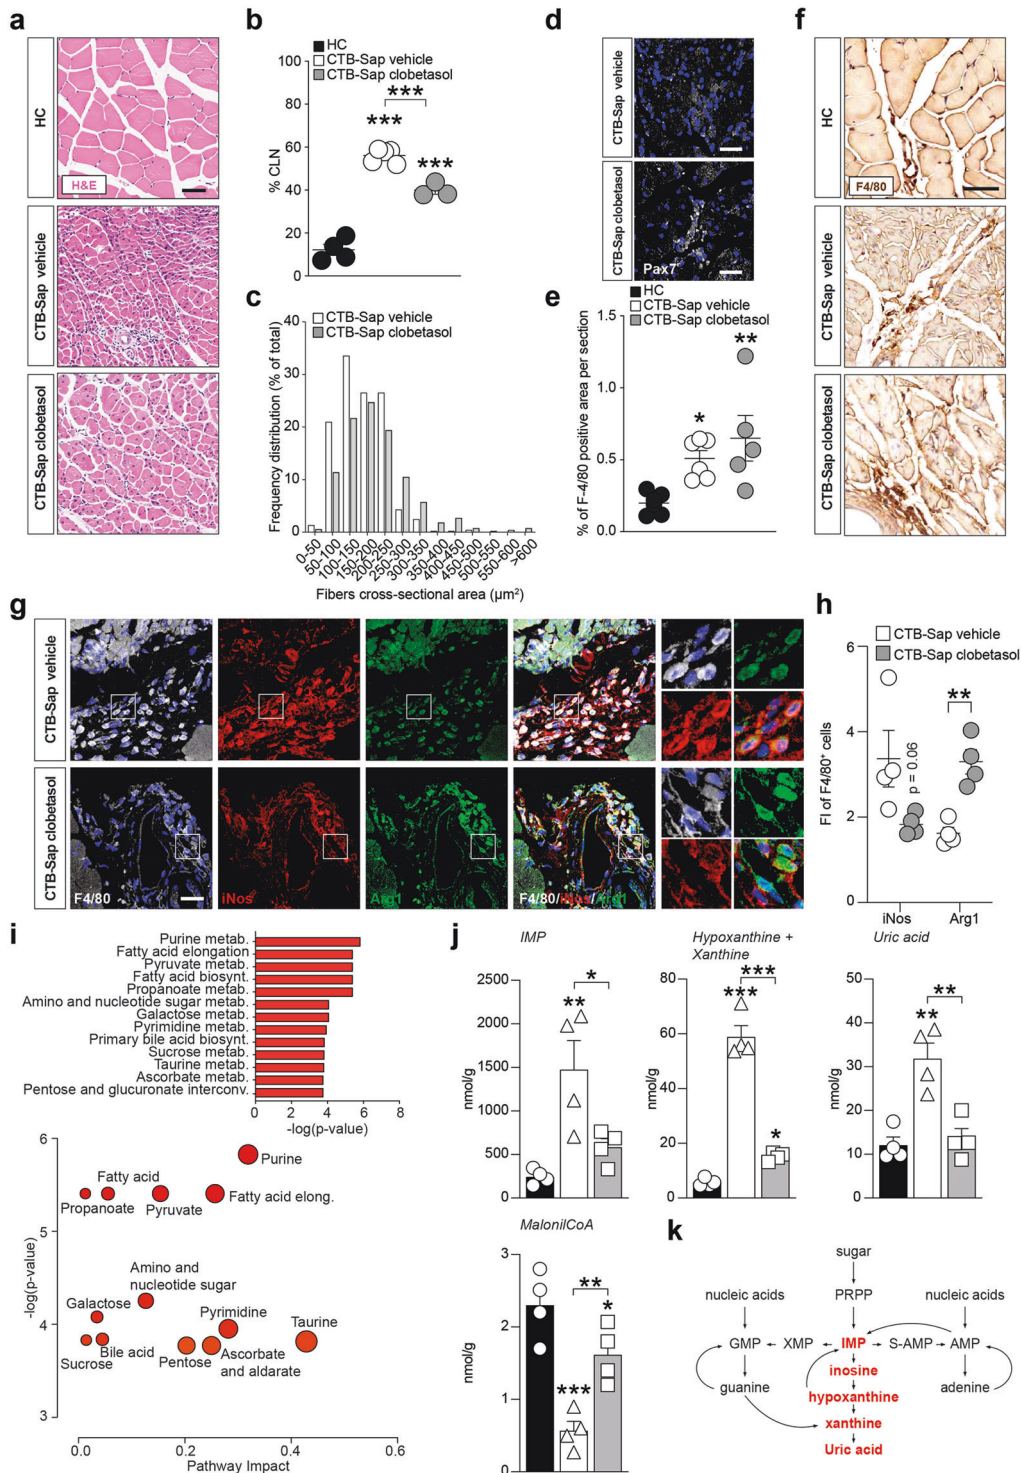 a
HC
H&E
CTB-Sap vehicle
CTB-Sap clobetasol
b
HC
CTB-Sap vehicle
CTB-Sap clobetasol
% CLN
100
80
60
40
20
0
***
***
***
c
CTB-Sap vehicle
CTB-Sap clobetasol
Frequency distribution (% of total)
40
30
20
10
0
0-50
50-100
100-150
150-200
200-250
250-300
300-350
350-400
400-450
450-500
500-550
550-600
>600
Fibers cross-sectional area (µm²)
d
CTB-Sap vehicle
CTB-Sap clobetasol
Pax7
e
HC
CTB-Sap vehicle
CTB-Sap clobetasol
% of F-4/80 positive area per section
1.5
1.0
0.5
0.0
*
**
f
HC
F4/80
CTB-Sap vehicle
CTB-Sap clobetasol
g
CTB-Sap vehicle
CTB-Sap clobetasol
F4/80
iNos
Arg1
F4/80/iNos/Arg1
h
CTB-Sap vehicle
CTB-Sap clobetasol
FI of F4/80⁺ cells
6
4
2
0
p = 0.06
**
iNos
Arg1
i
Purine metab.
Fatty acid elongation
Pyruvate metab.
Fatty acid biosynt.
Propanoate metab.
Amino and nucleotide sugar metab.
Galactose metab.
Pyrimidine metab.
Primary bile acid biosynt.
Sucrose metab.
Taurine metab.
Ascorbate metab.
Pentose and glucuronate interconv.
0 2 4 6 8
-log(p-value)
-log(p-value)
6
5
4
3
Purine
Fatty acid
Propanoate
Pyruvate
Fatty acid elong.
Amino and
nucleotide sugar
Galactose
Pyrimidine
Taurine
Sucrose
Bile acid
Pentose
Ascorbate
and aldarate
0.0 0.2 0.4 0.6
Pathway Impact
j
IMP
nmol/g
2500
2000
1500
1000
500
0
**
*
Hypoxanthine +
Xanthine
nmol/g
80
60
40
20
0
***
***
*
Uric acid
nmol/g
50
40
30
20
10
0
**
**
MalonilCoA
nmol/g
3
2
1
0
***
**
*
k
sugar
nucleic acids PRPP nucleic acids
GMP XMP IMP S-AMP AMP
inosine
guanine hypoxanthine adenine
xanthine
Uric acid